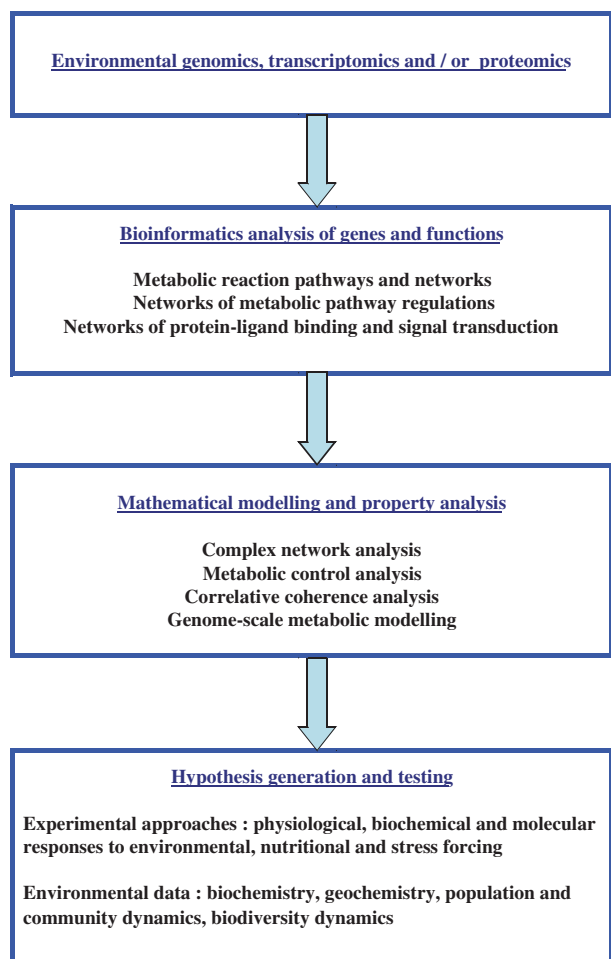 Environmental genomics, transcriptomics and / or proteomics
Bioinformatics analysis of genes and functions
Metabolic reaction pathways and networks
Networks of metabolic pathway regulations
Networks of protein-ligand binding and signal transduction
Mathematical modelling and property analysis
Complex network analysis
Metabolic control analysis
Correlative coherence analysis
Genome-scale metabolic modelling
Hypothesis generation and testing
Experimental approaches : physiological, biochemical and molecular
responses to environmental, nutritional and stress forcing
Environmental data : biochemistry, geochemistry, population and
community dynamics, biodiversity dynamics